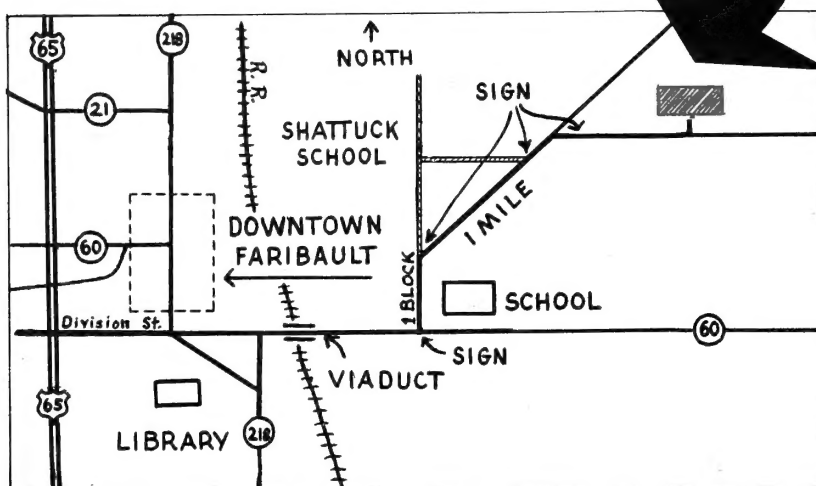 65
218
R.R.
NORTH
21
SIGN
SHATTUCK
SCHOOL
1 MILE
60
DOWNTOWN
FARIBAULT
1 BLOCK
SCHOOL
Division St.
60
SIGN
VIADUCT
65
LIBRARY
218